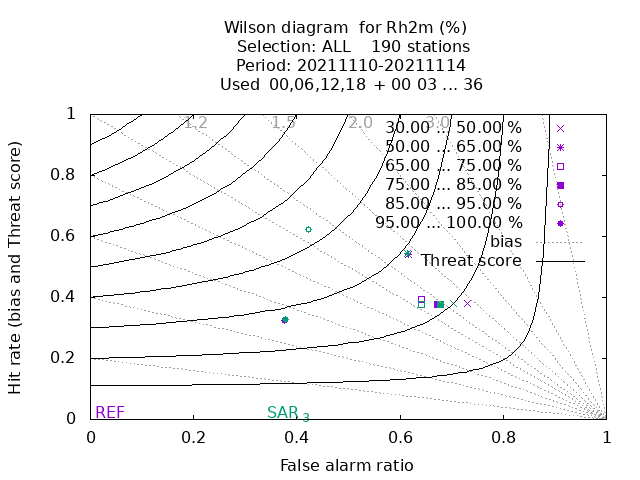 Wilson diagram  for Rh2m (%)
Selection: ALL    190 stations
Period: 20211110-20211114
Used  00,06,12,18  + 00 03 ... 36
Hit rate (bias and Threat score)
1
0.8
0.6
0.4
0.2
0
1.2
1.5
2.0
3.0
30.00 ... 50.00 %
50.00 ... 65.00 %
65.00 ... 75.00 %
75.00 ... 85.00 %
85.00 ... 95.00 %
95.00 ... 100.00 %
bias
Threat score
REF
SAR 3
0
0.2
0.4
0.6
0.8
1
False alarm ratio